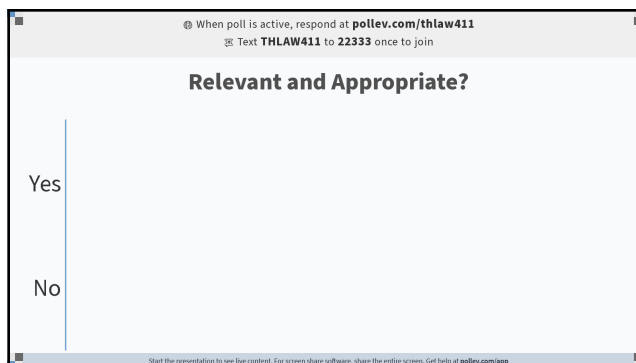 When poll is active, respond at pollev.com/thlaw411
Text THLAW411 to 22333 once to join
Relevant and Appropriate?
Yes
No
Start the presentation to see live content. For screen share software, share the entire screen. Get help at pollev.com/app